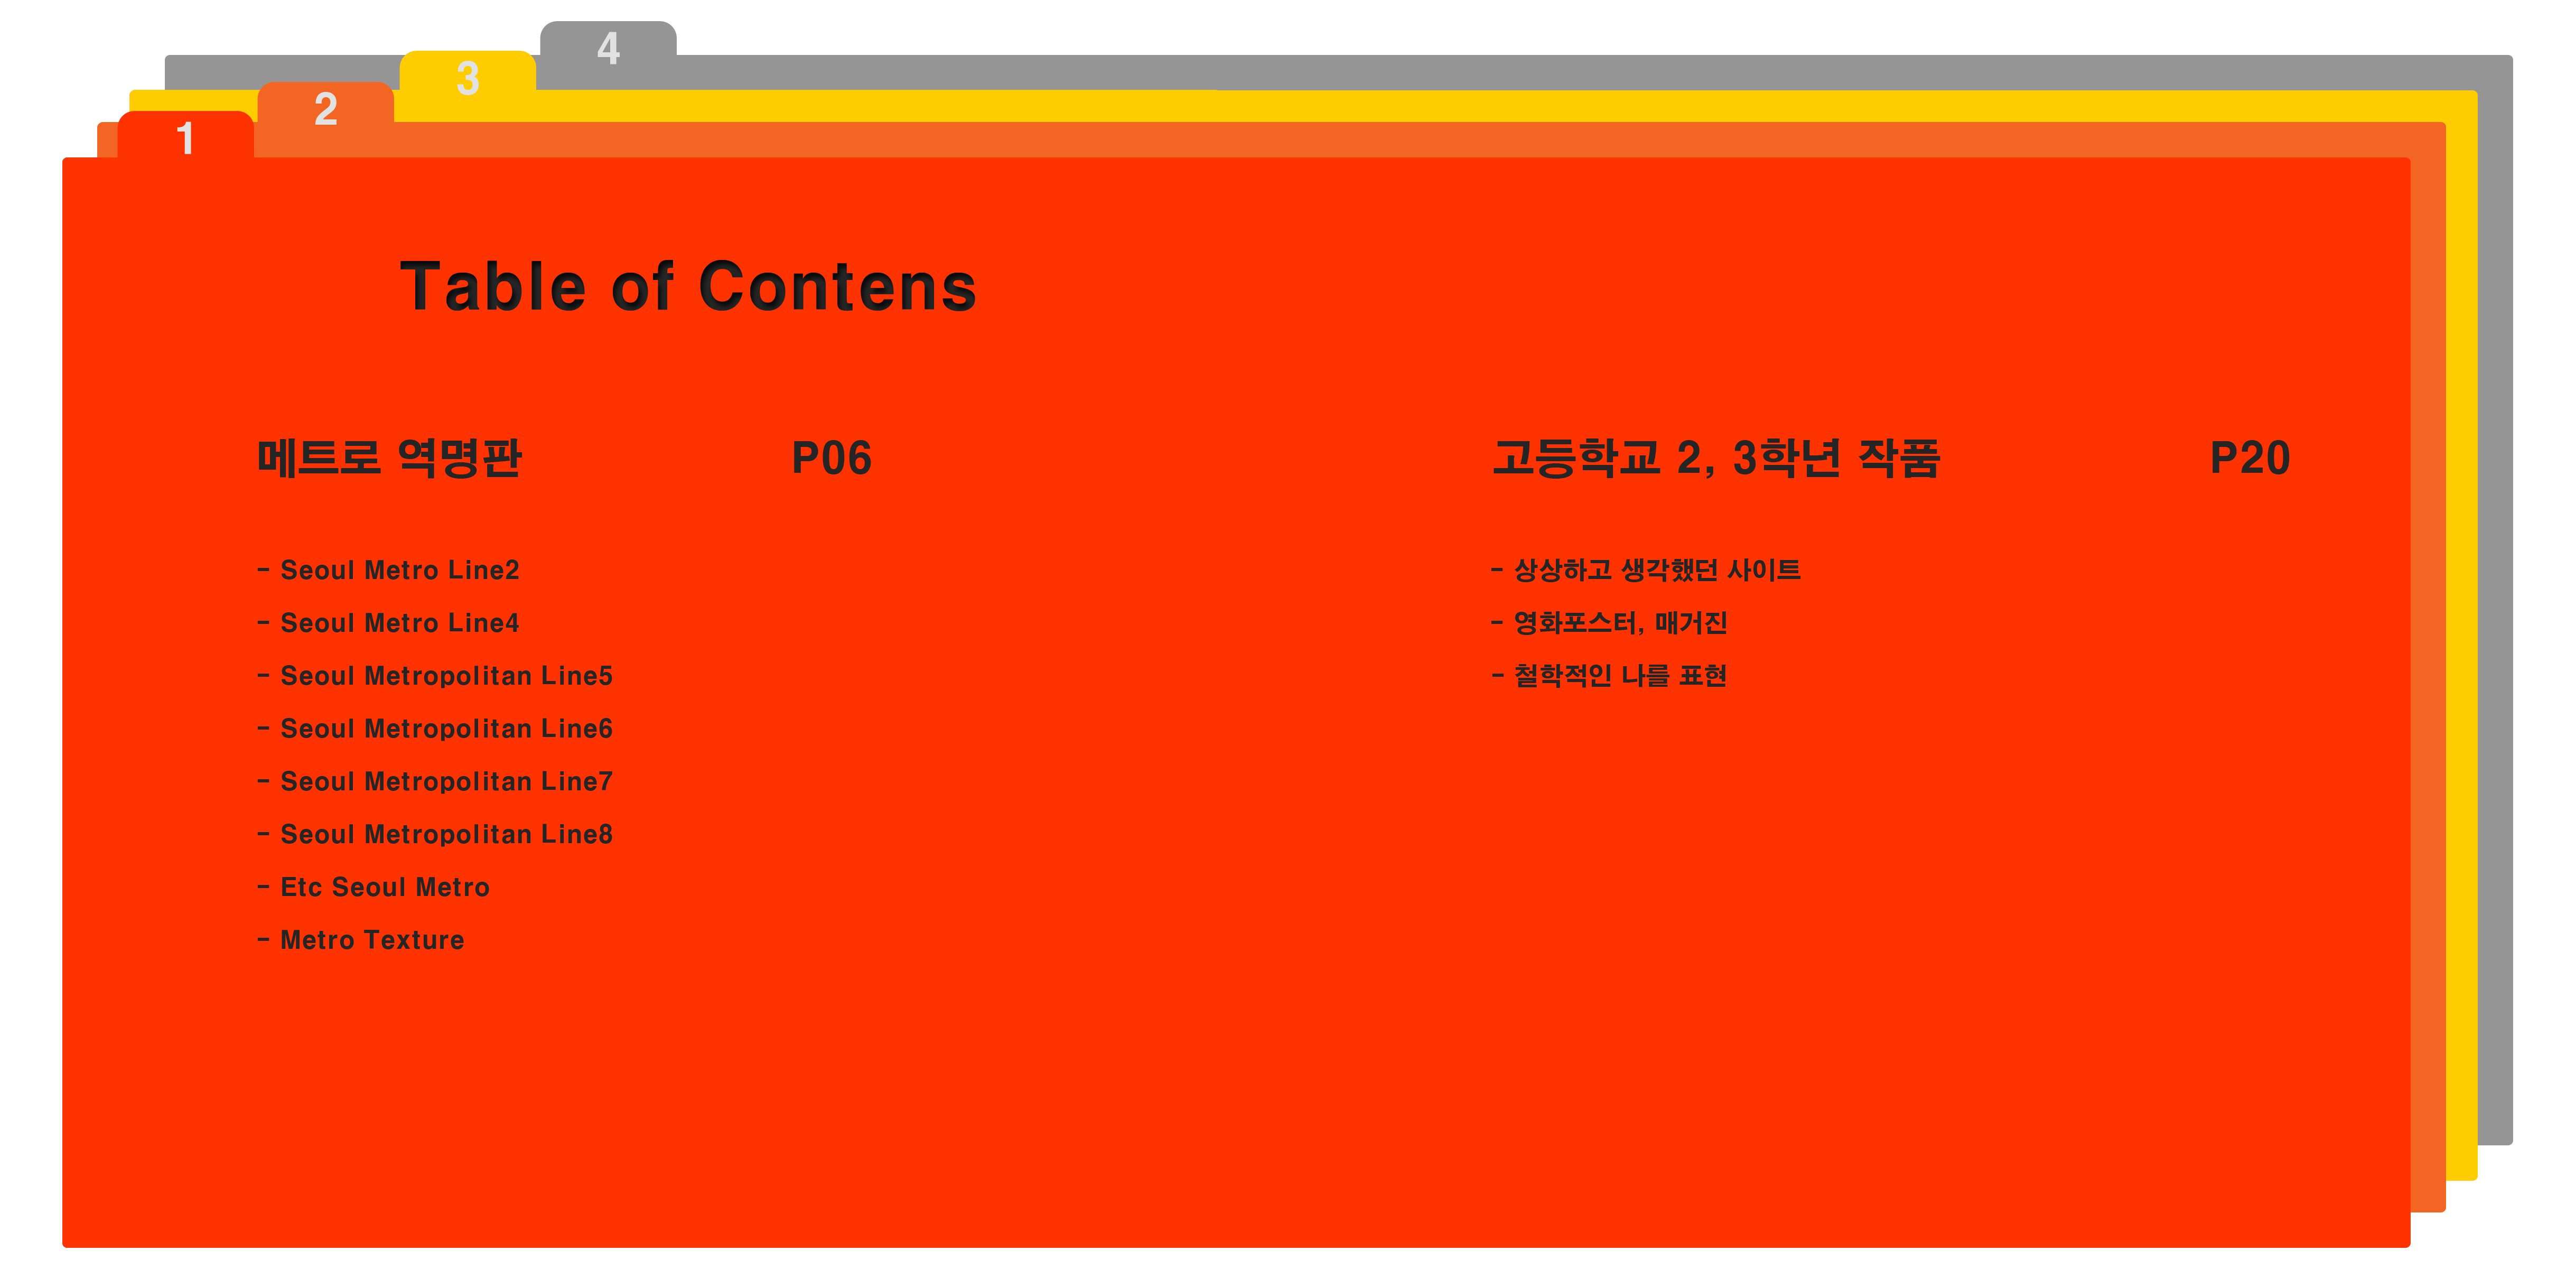 4
3
2
1
Table of Contens
메트로 역명판 P06
- Seoul Metro Line2
- Seoul Metro Line4
- Seoul Metropolitan Line5
- Seoul Metropolitan Line6
- Seoul Metropolitan Line7
- Seoul Metropolitan Line8
- Etc Seoul Metro
- Metro Texture
고등학교 2, 3학년 작품 P20
- 상상하고 생각했던 사이트
- 영화포스터, 매거진
- 철학적인 나를 표현